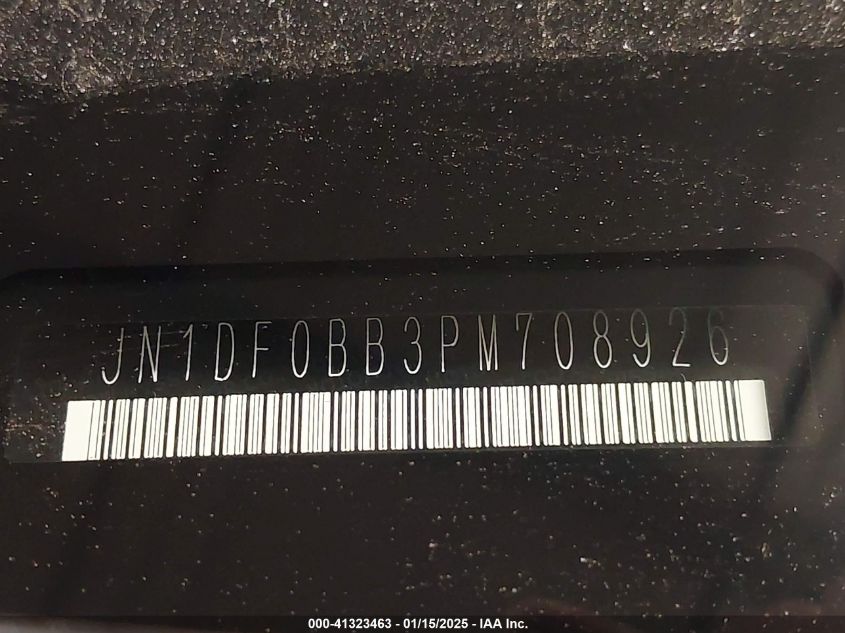 JN1DF0BB3PM708926
000-41323463 - 01/15/2025 - IAA Inc.